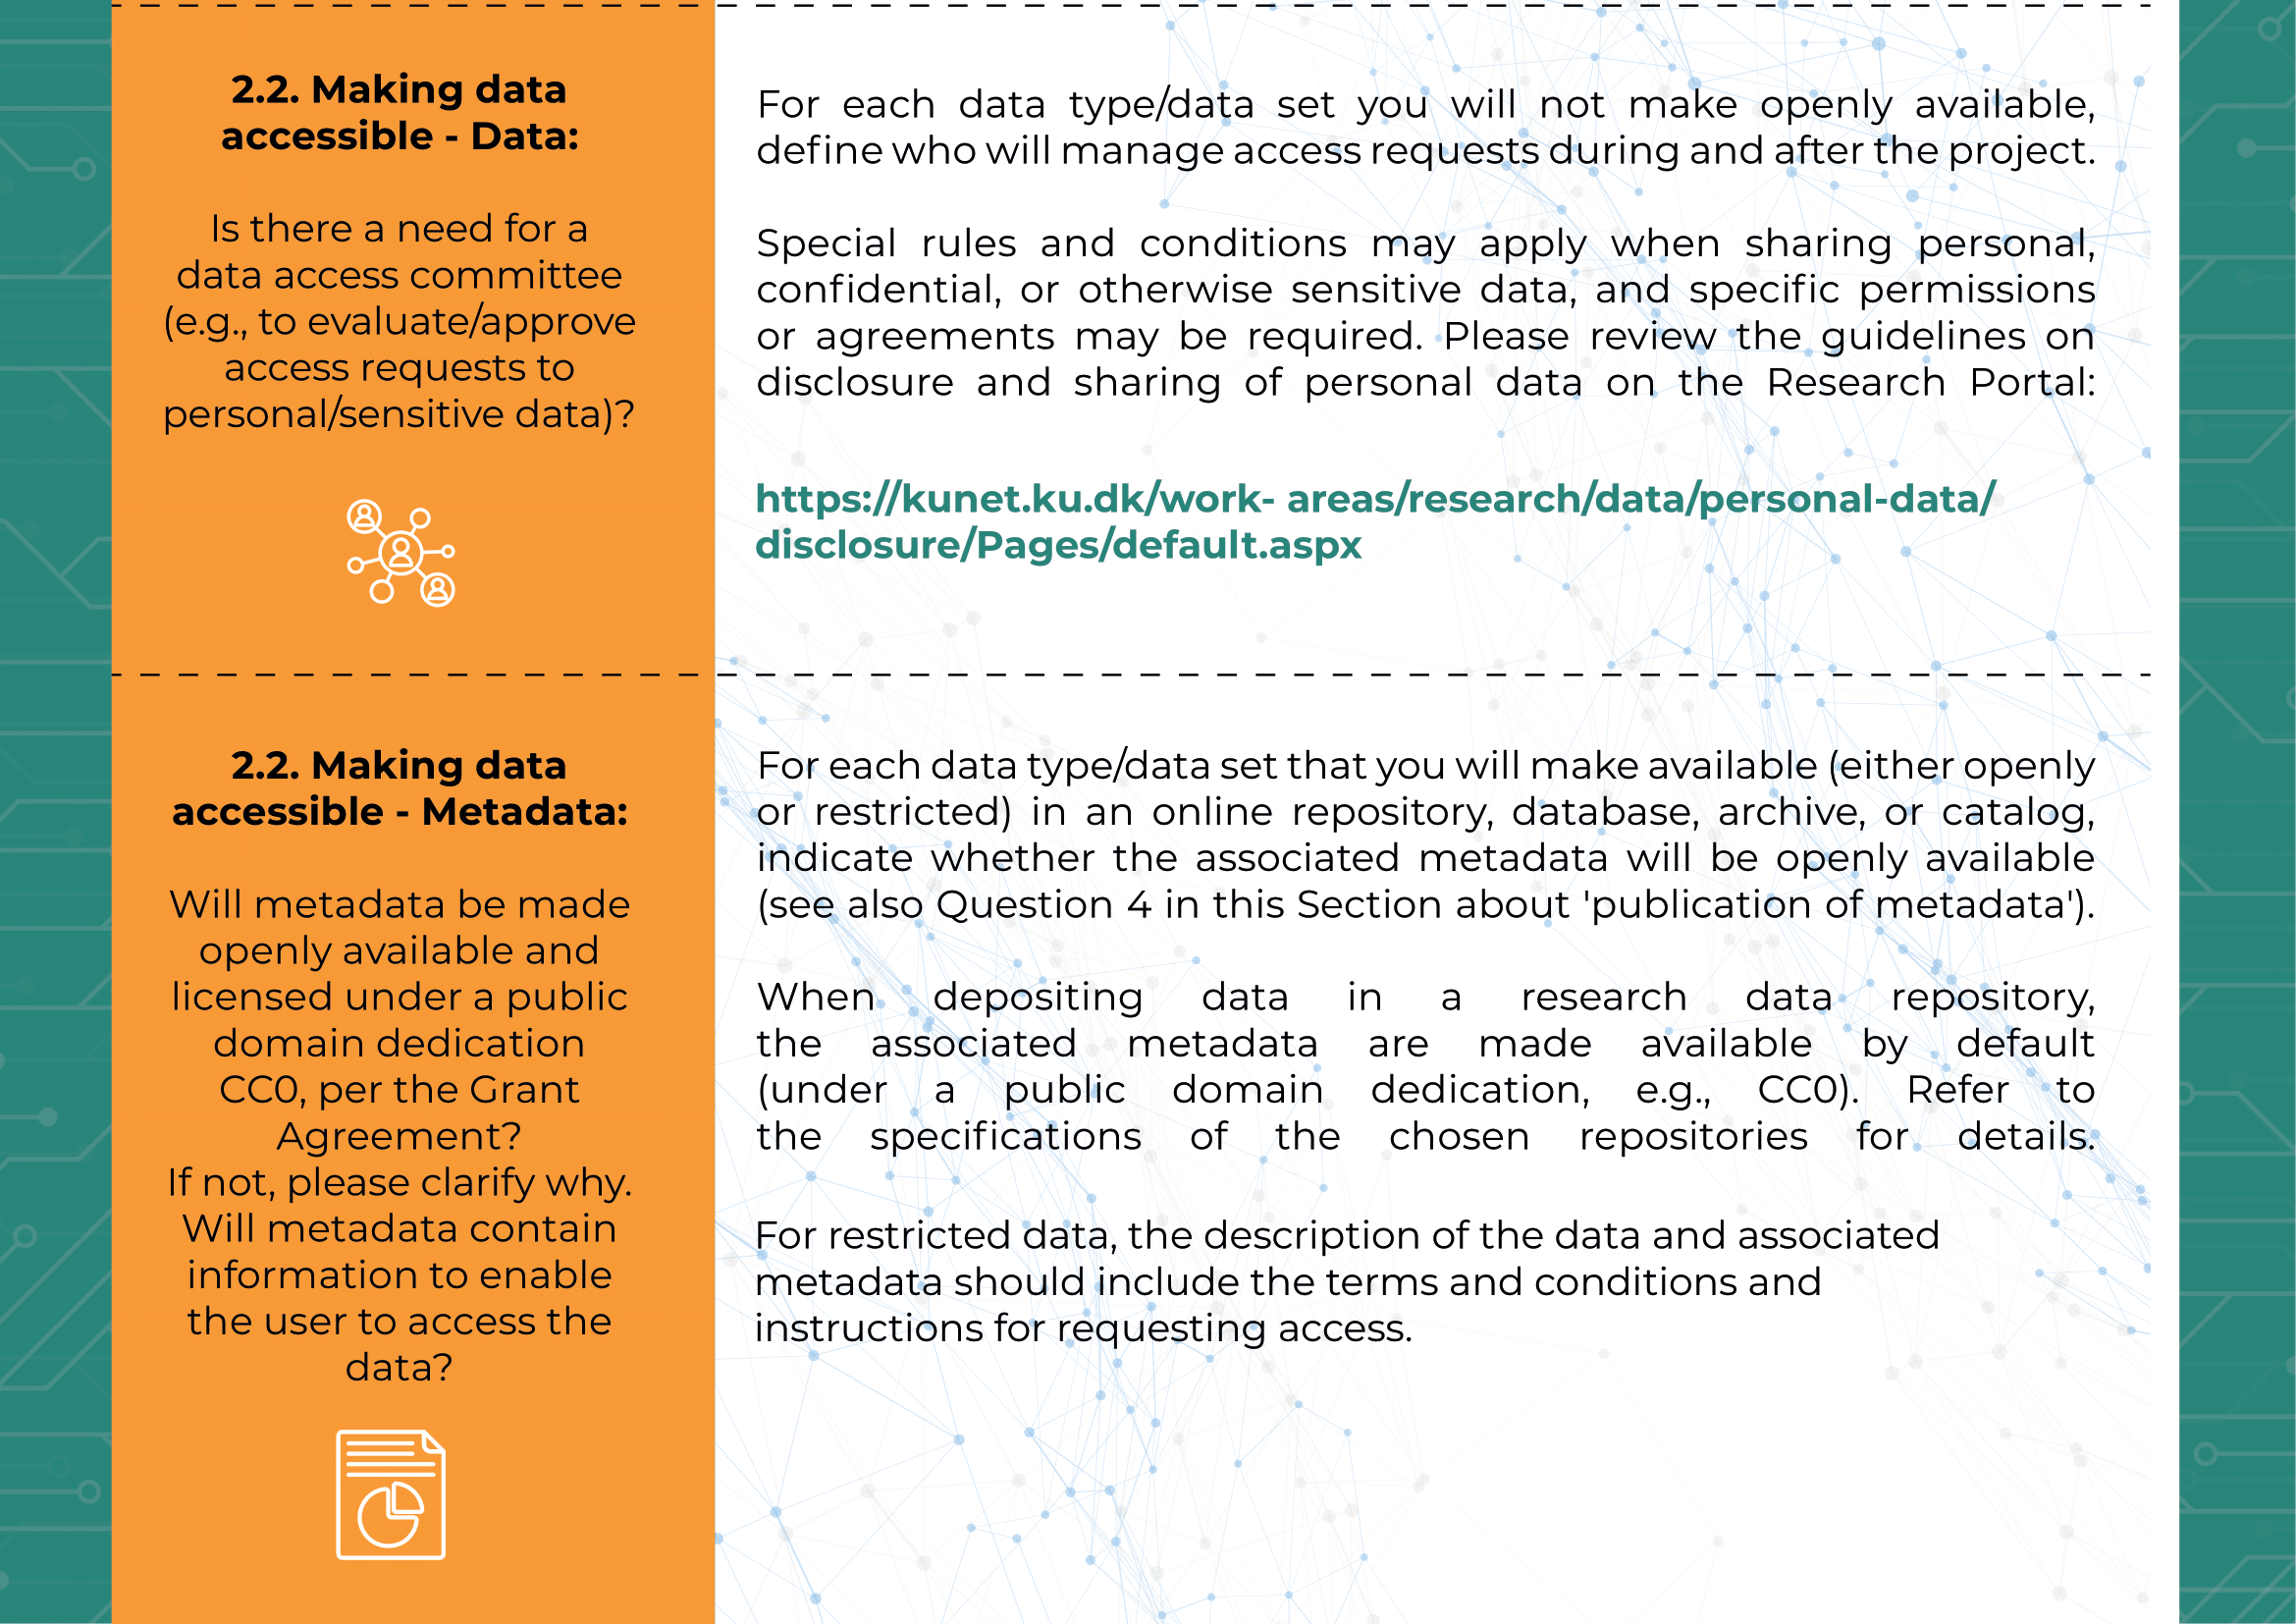 2.2. Making data
accessible - Data:
Is there a need for a
data access committee
(e.g., to evaluate/approve
access requests to
personal/sensitive data)?
For each data type/data set you will not make openly available,
define who will manage access requests during and after the project.
Special rules and conditions may apply when sharing personal,
confidential, or otherwise sensitive data, and specific permissions
or agreements may be required. Please review the guidelines on
disclosure and sharing of personal data on the Research Portal:
https://kunet.ku.dk/work- areas/research/data/personal-data/
disclosure/Pages/default.aspx
2.2. Making data
accessible - Metadata:
Will metadata be made
openly available and
licensed under a public
domain dedication
CC0, per the Grant
Agreement?
If not, please clarify why.
Will metadata contain
information to enable
the user to access the
data?
For each data type/data set that you will make available (either openly
or restricted) in an online repository, database, archive, or catalog,
indicate whether the associated metadata will be openly available
(see also Question 4 in this Section about 'publication of metadata').
When depositing data in a research data repository,
the associated metadata are made available by default
(under a public domain dedication, e.g., CC0). Refer to
the specifications of the chosen repositories for details.
For restricted data, the description of the data and associated
metadata should include the terms and conditions and
instructions for requesting access.